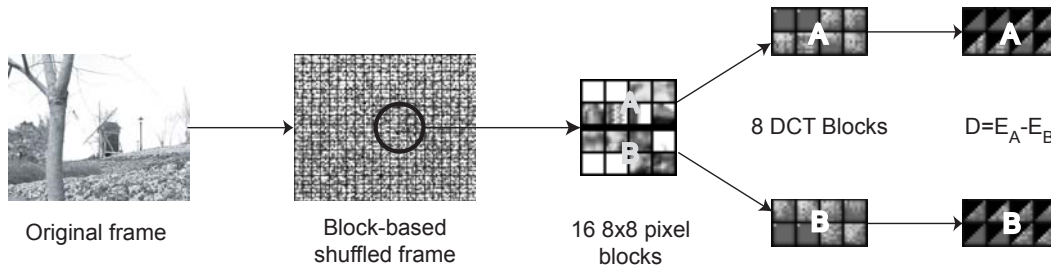 A
A
A
B
8 DCT Blocks
D=E_A-E_B
Original frame
Block-based
shuffled frame
16 8x8 pixel
blocks
B
B